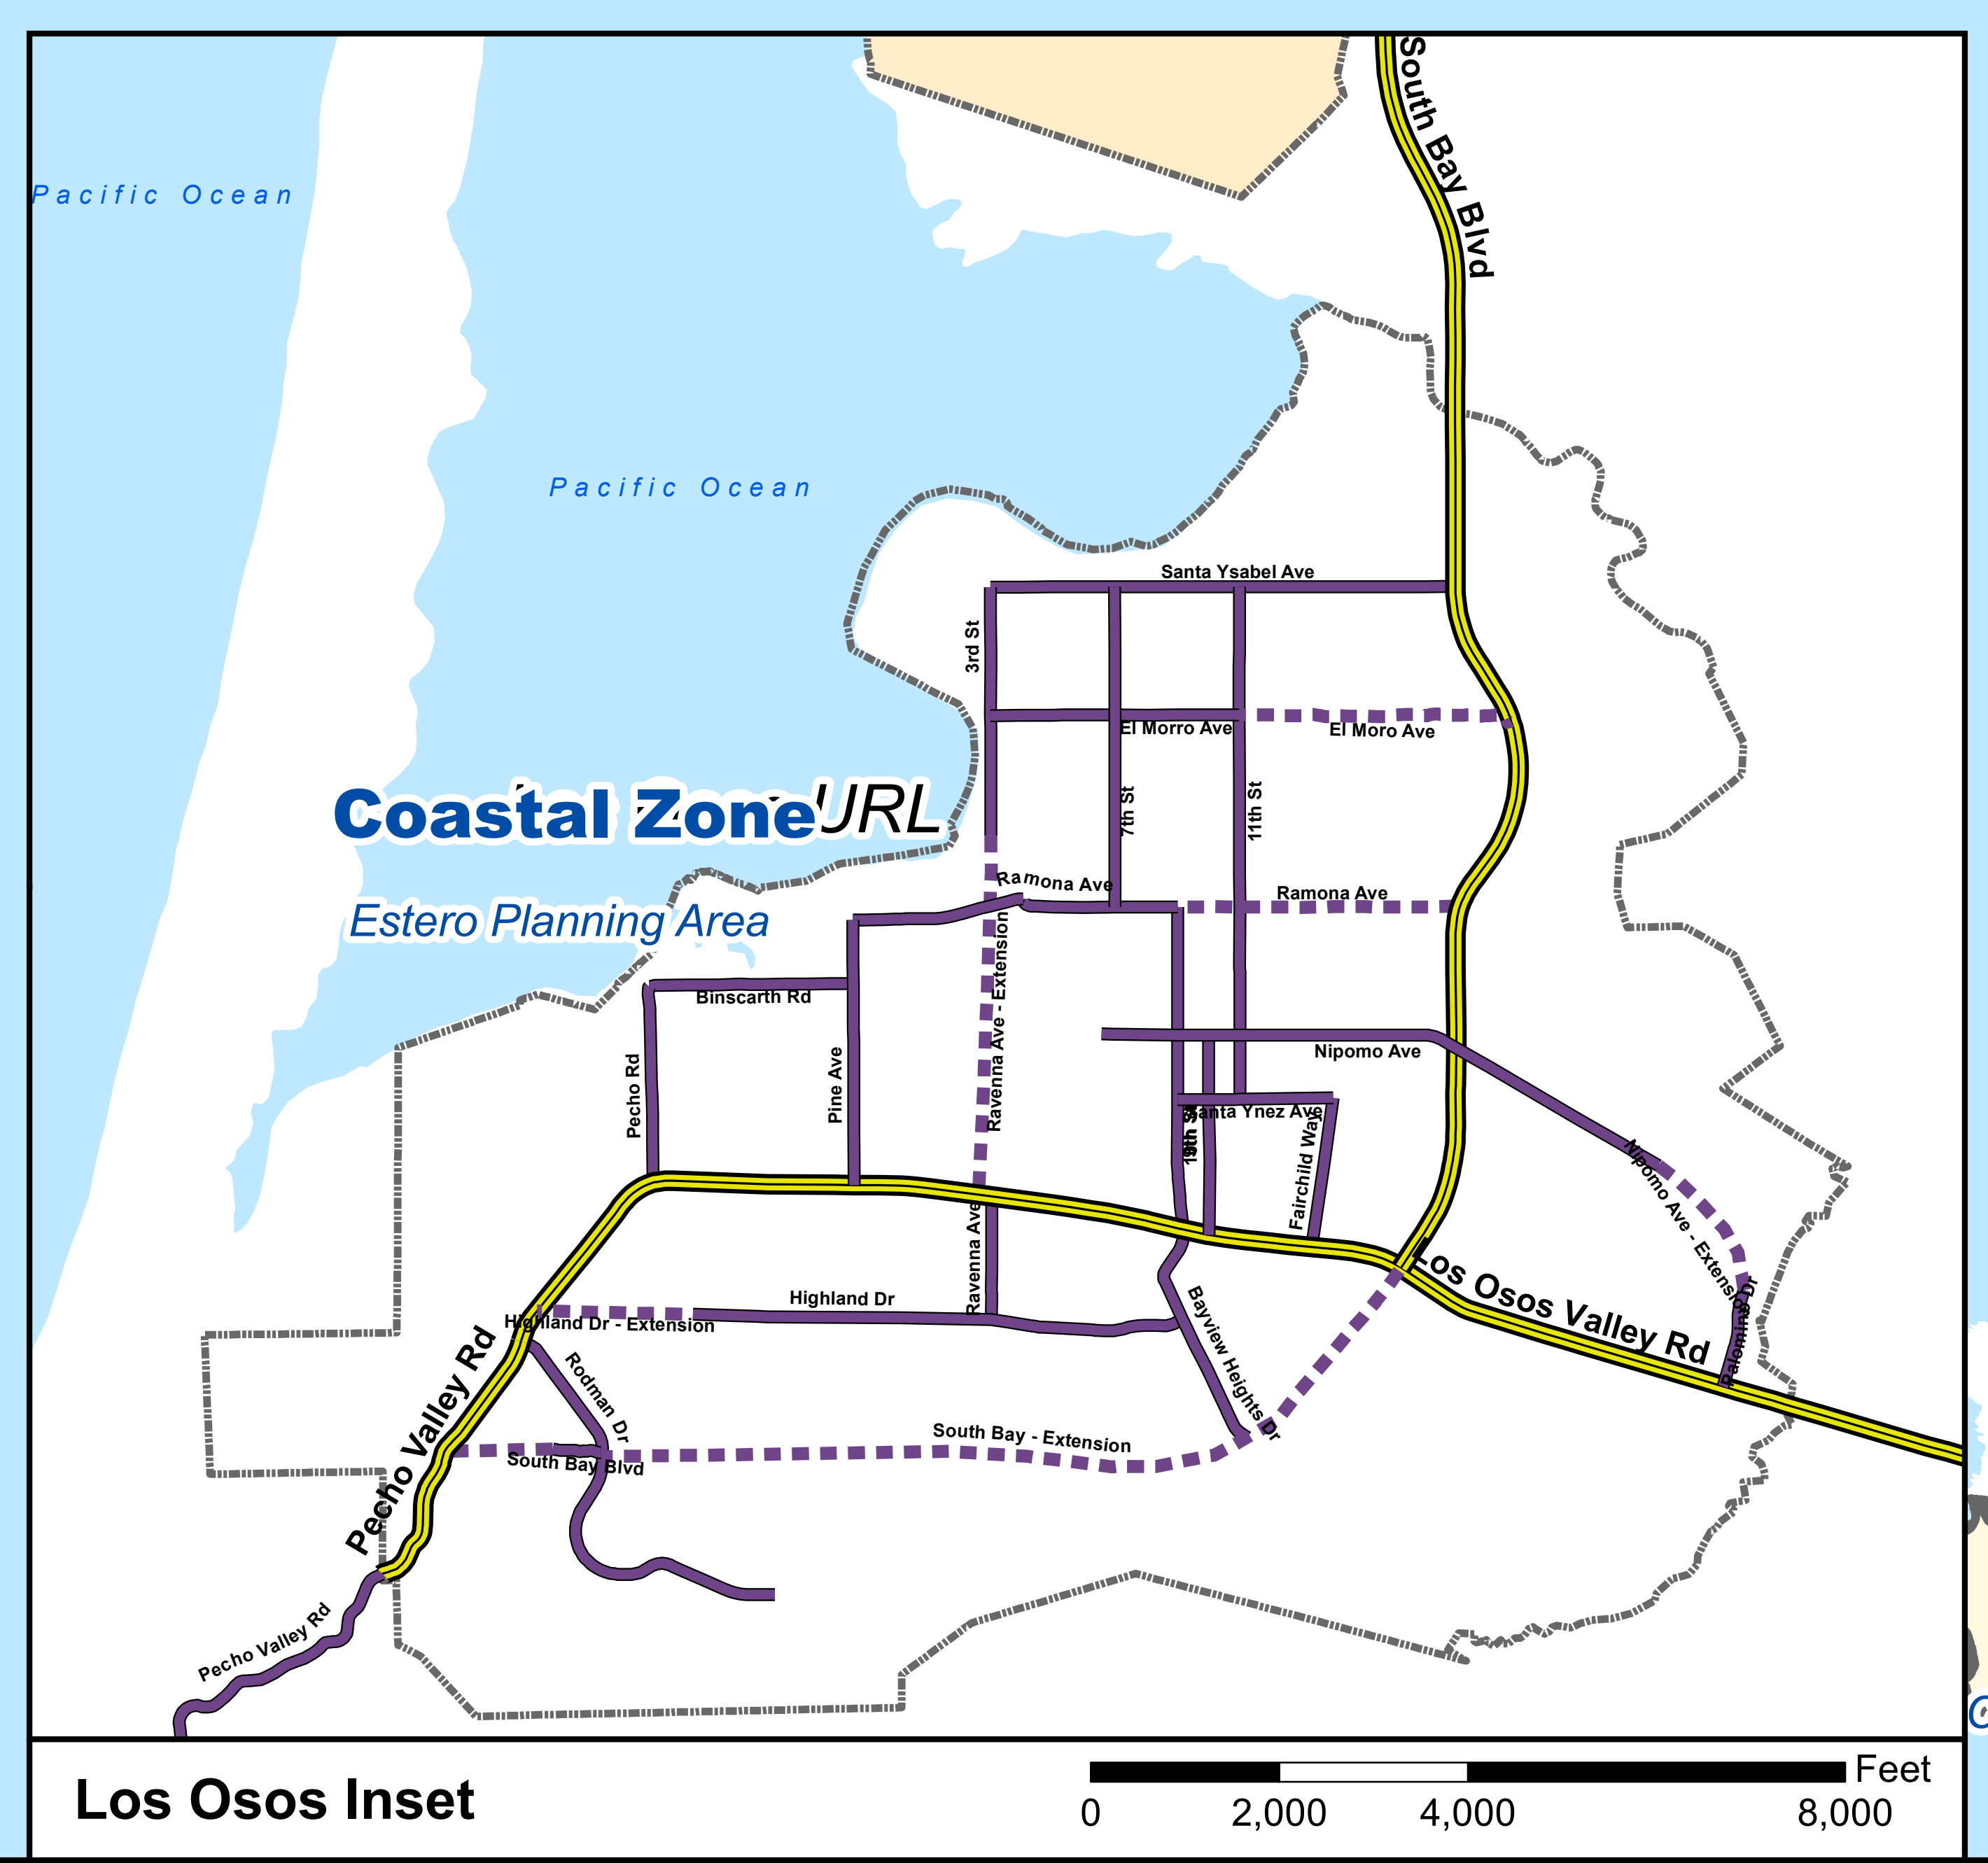 South Bay Blvd
Pacific Ocean
Pacific Ocean
Santa Ysabel Ave
3rd St
El Morro Ave
El Moro Ave
7th St
11th St
Coastal Zone
URL
Estero Planning Area
Ramona Ave
Ramona Ave
Ravenna Ave - Extension
Binscarth Rd
Pecho Rd
Pine Ave
Nipomo Ave
Santa Ynez Ave
Fairchild Way
Nipomo Ave - Extension
Palomino Dr
Los Osos Valley Rd
Ravenna Ave
Highland Dr
Highland Dr - Extension
Bayview Heights Dr
Rodman Dr
Pecho Valley Rd
South Bay - Extension
South Bay Blvd
Pecho Valley Rd
Los Osos Inset
Feet
0 2,000 4,000 8,000